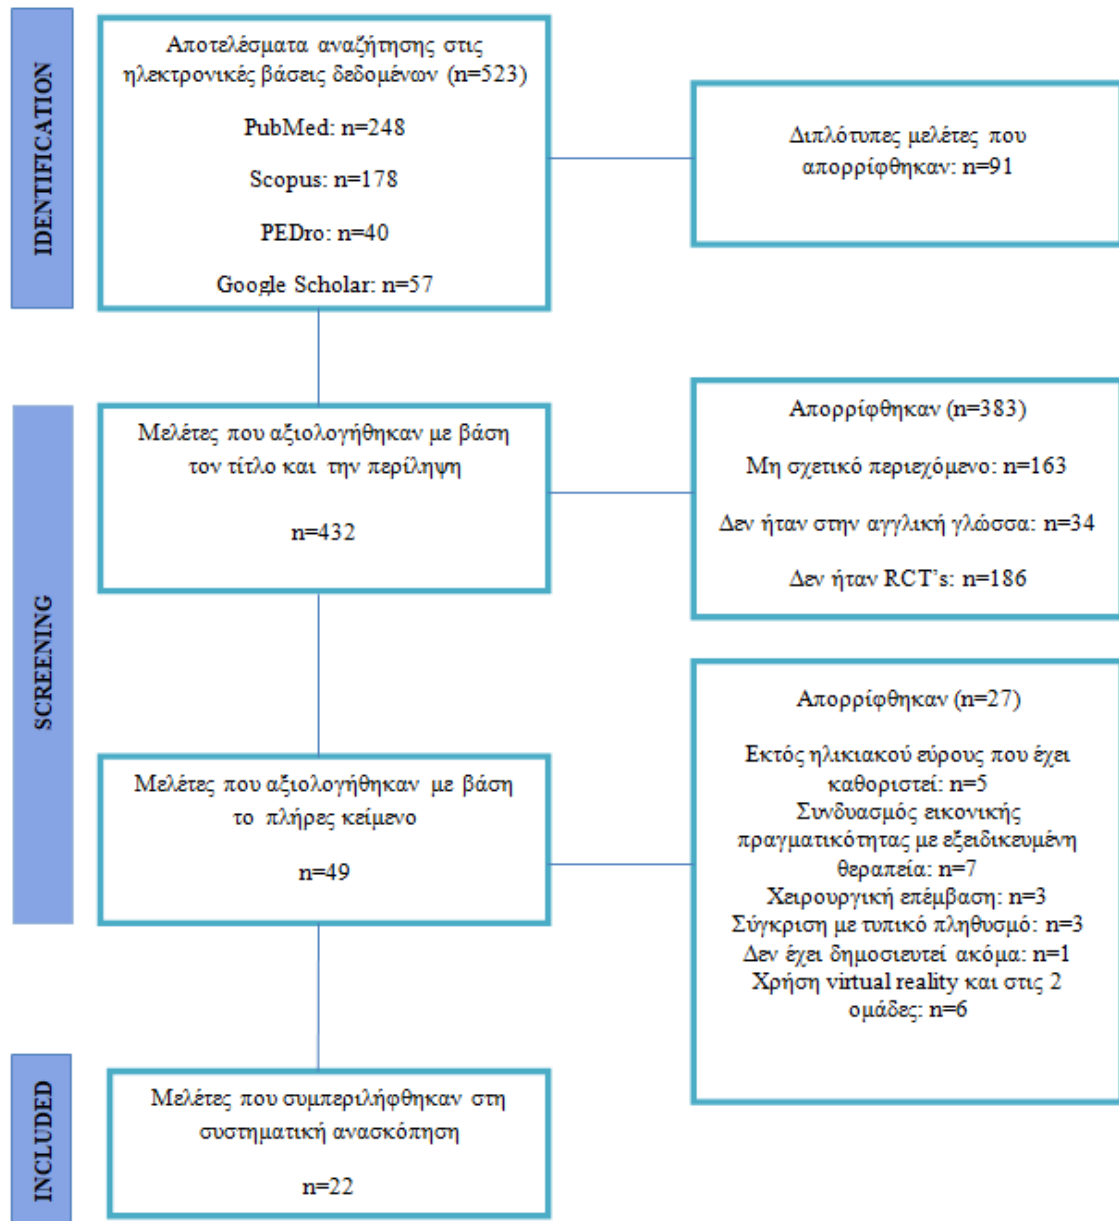 IDENTIFICATION
Αποτελέσματα αναζήτησης στις
ηλεκτρονικές βάσεις δεδομένων (n=523)
PubMed: n=248
Scopus: n=178
PEDro: n=40
Google Scholar: n=57
Διπλότυπες μελέτες που
απορρίφθηκαν: n=91
SCREENING
Μελέτες που αξιολογήθηκαν με βάση
τον τίτλο και την περίληψη
n=432
Απορρίφθηκαν (n=383)
Μη σχετικό περιεχόμενο: n=163
Δεν ήταν στην αγγλική γλώσσα: n=34
Δεν ήταν RCT’s: n=186
Μελέτες που αξιολογήθηκαν με βάση
το πλήρες κείμενο
n=49
Απορρίφθηκαν (n=27)
Εκτός ηλικιακού εύρους που έχει
καθοριστεί: n=5
Συνδυασμός εικονικής
πραγματικότητας με εξειδικευμένη
θεραπεία: n=7
Χειρουργική επέμβαση: n=3
Σύγκριση με τυπικό πληθυσμό: n=3
Δεν έχει δημοσιευτεί ακόμα: n=1
Χρήση virtual reality και στις 2
ομάδες: n=6
INCLUDED
Μελέτες που συμπεριλήφθηκαν στη
συστηματική ανασκόπηση
n=22